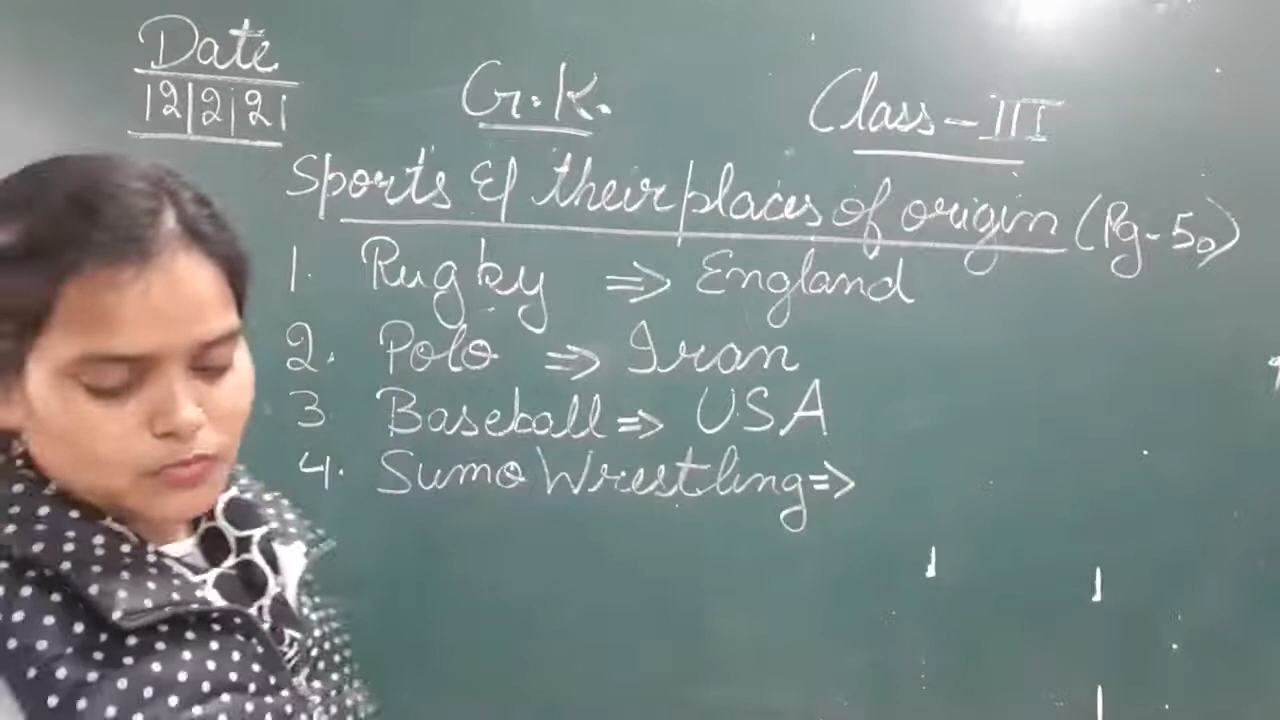 Date
12|2|21
G.K.
Class-III
Sports & their places of origin (Pg-50)
1. Rugby => England
2. Polo => Iran
3 Baseball => USA
4. Sumo Wrestling =>